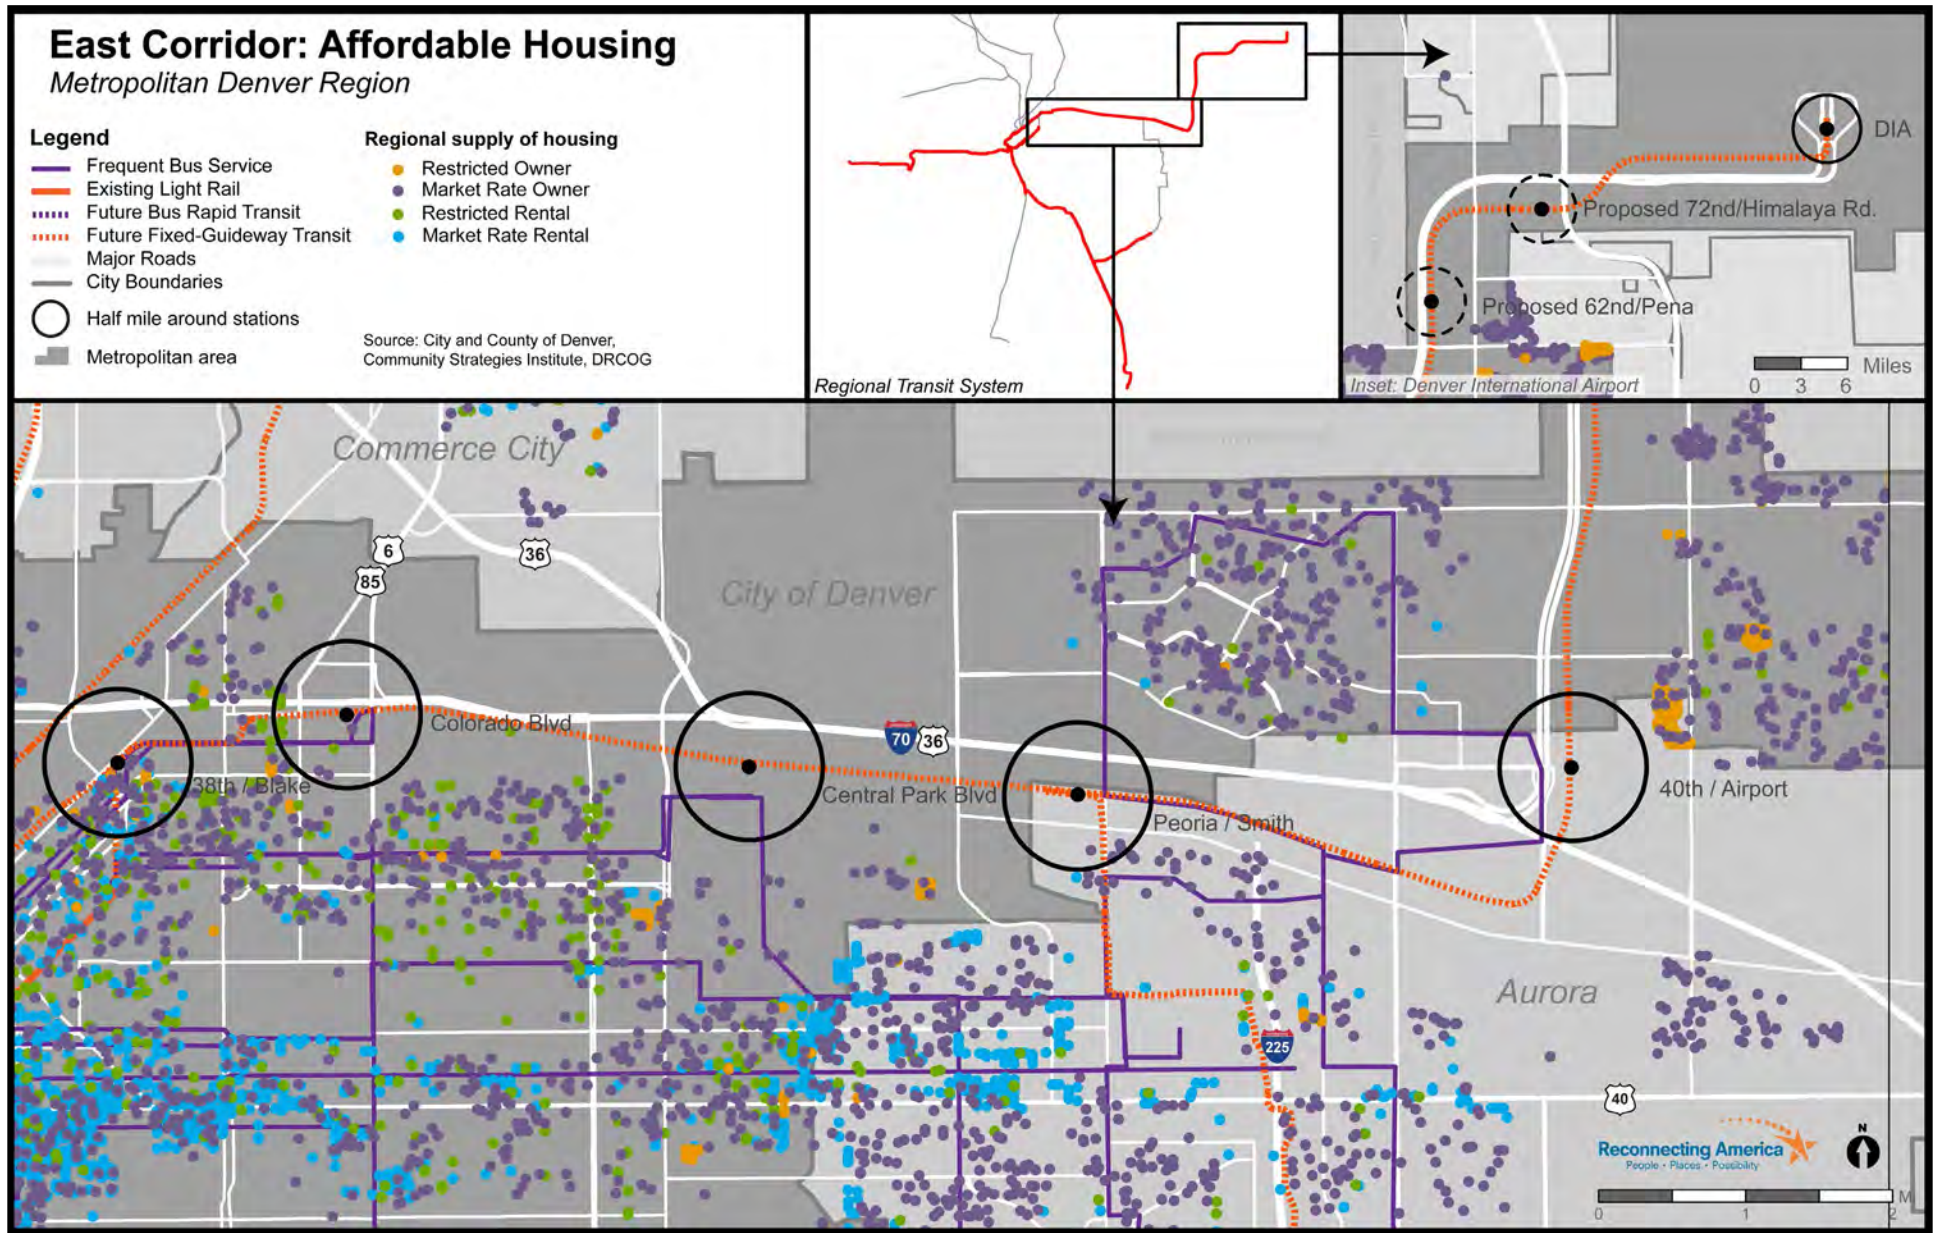 East Corridor: Affordable Housing
Metropolitan Denver Region
Legend
Frequent Bus Service
Existing Light Rail
Future Bus Rapid Transit
Future Fixed-Guideway Transit
Major Roads
City Boundaries
Half mile around stations
Metropolitan area
Regional supply of housing
Restricted Owner
Market Rate Owner
Restricted Rental
Market Rate Rental
Source: City and County of Denver,
Community Strategies Institute, DRCOG
Regional Transit System
DIA
Proposed 72nd/Himalaya Rd.
Proposed 62nd/Pena
Miles
0 3 6
Inset: Denver International Airport
Commerce City
6
36
85
City of Denver
Colorado Blvd
70
36
38th / Blake
Central Park Blvd
Peoria / Smith
40th / Airport
Aurora
225
40
Reconnecting America
People • Places • Possibility
N
M
0 1 2